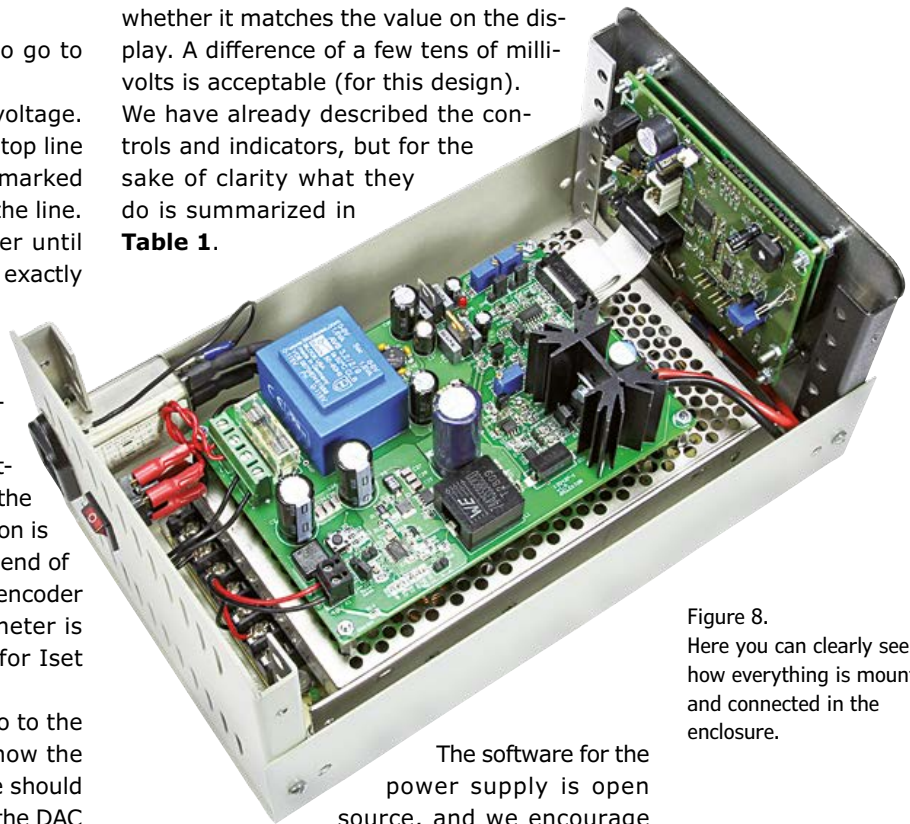 o go to
voltage.
top line
marked
the line.
er until
exactly
-
t-
the
on is
end of
encoder
meter is
for Iset
o to the
now the
e should
the DAC
whether it matches the value on the dis-
play. A difference of a few tens of milli-
volts is acceptable (for this design).
We have already described the con-
trols and indicators, but for the
sake of clarity what they
do is summarized in
Table 1.
WE
The software for the
power supply is open
source, and we encourage
Figure 8.
Here you can clearly see
how everything is moun
and connected in the
enclosure.